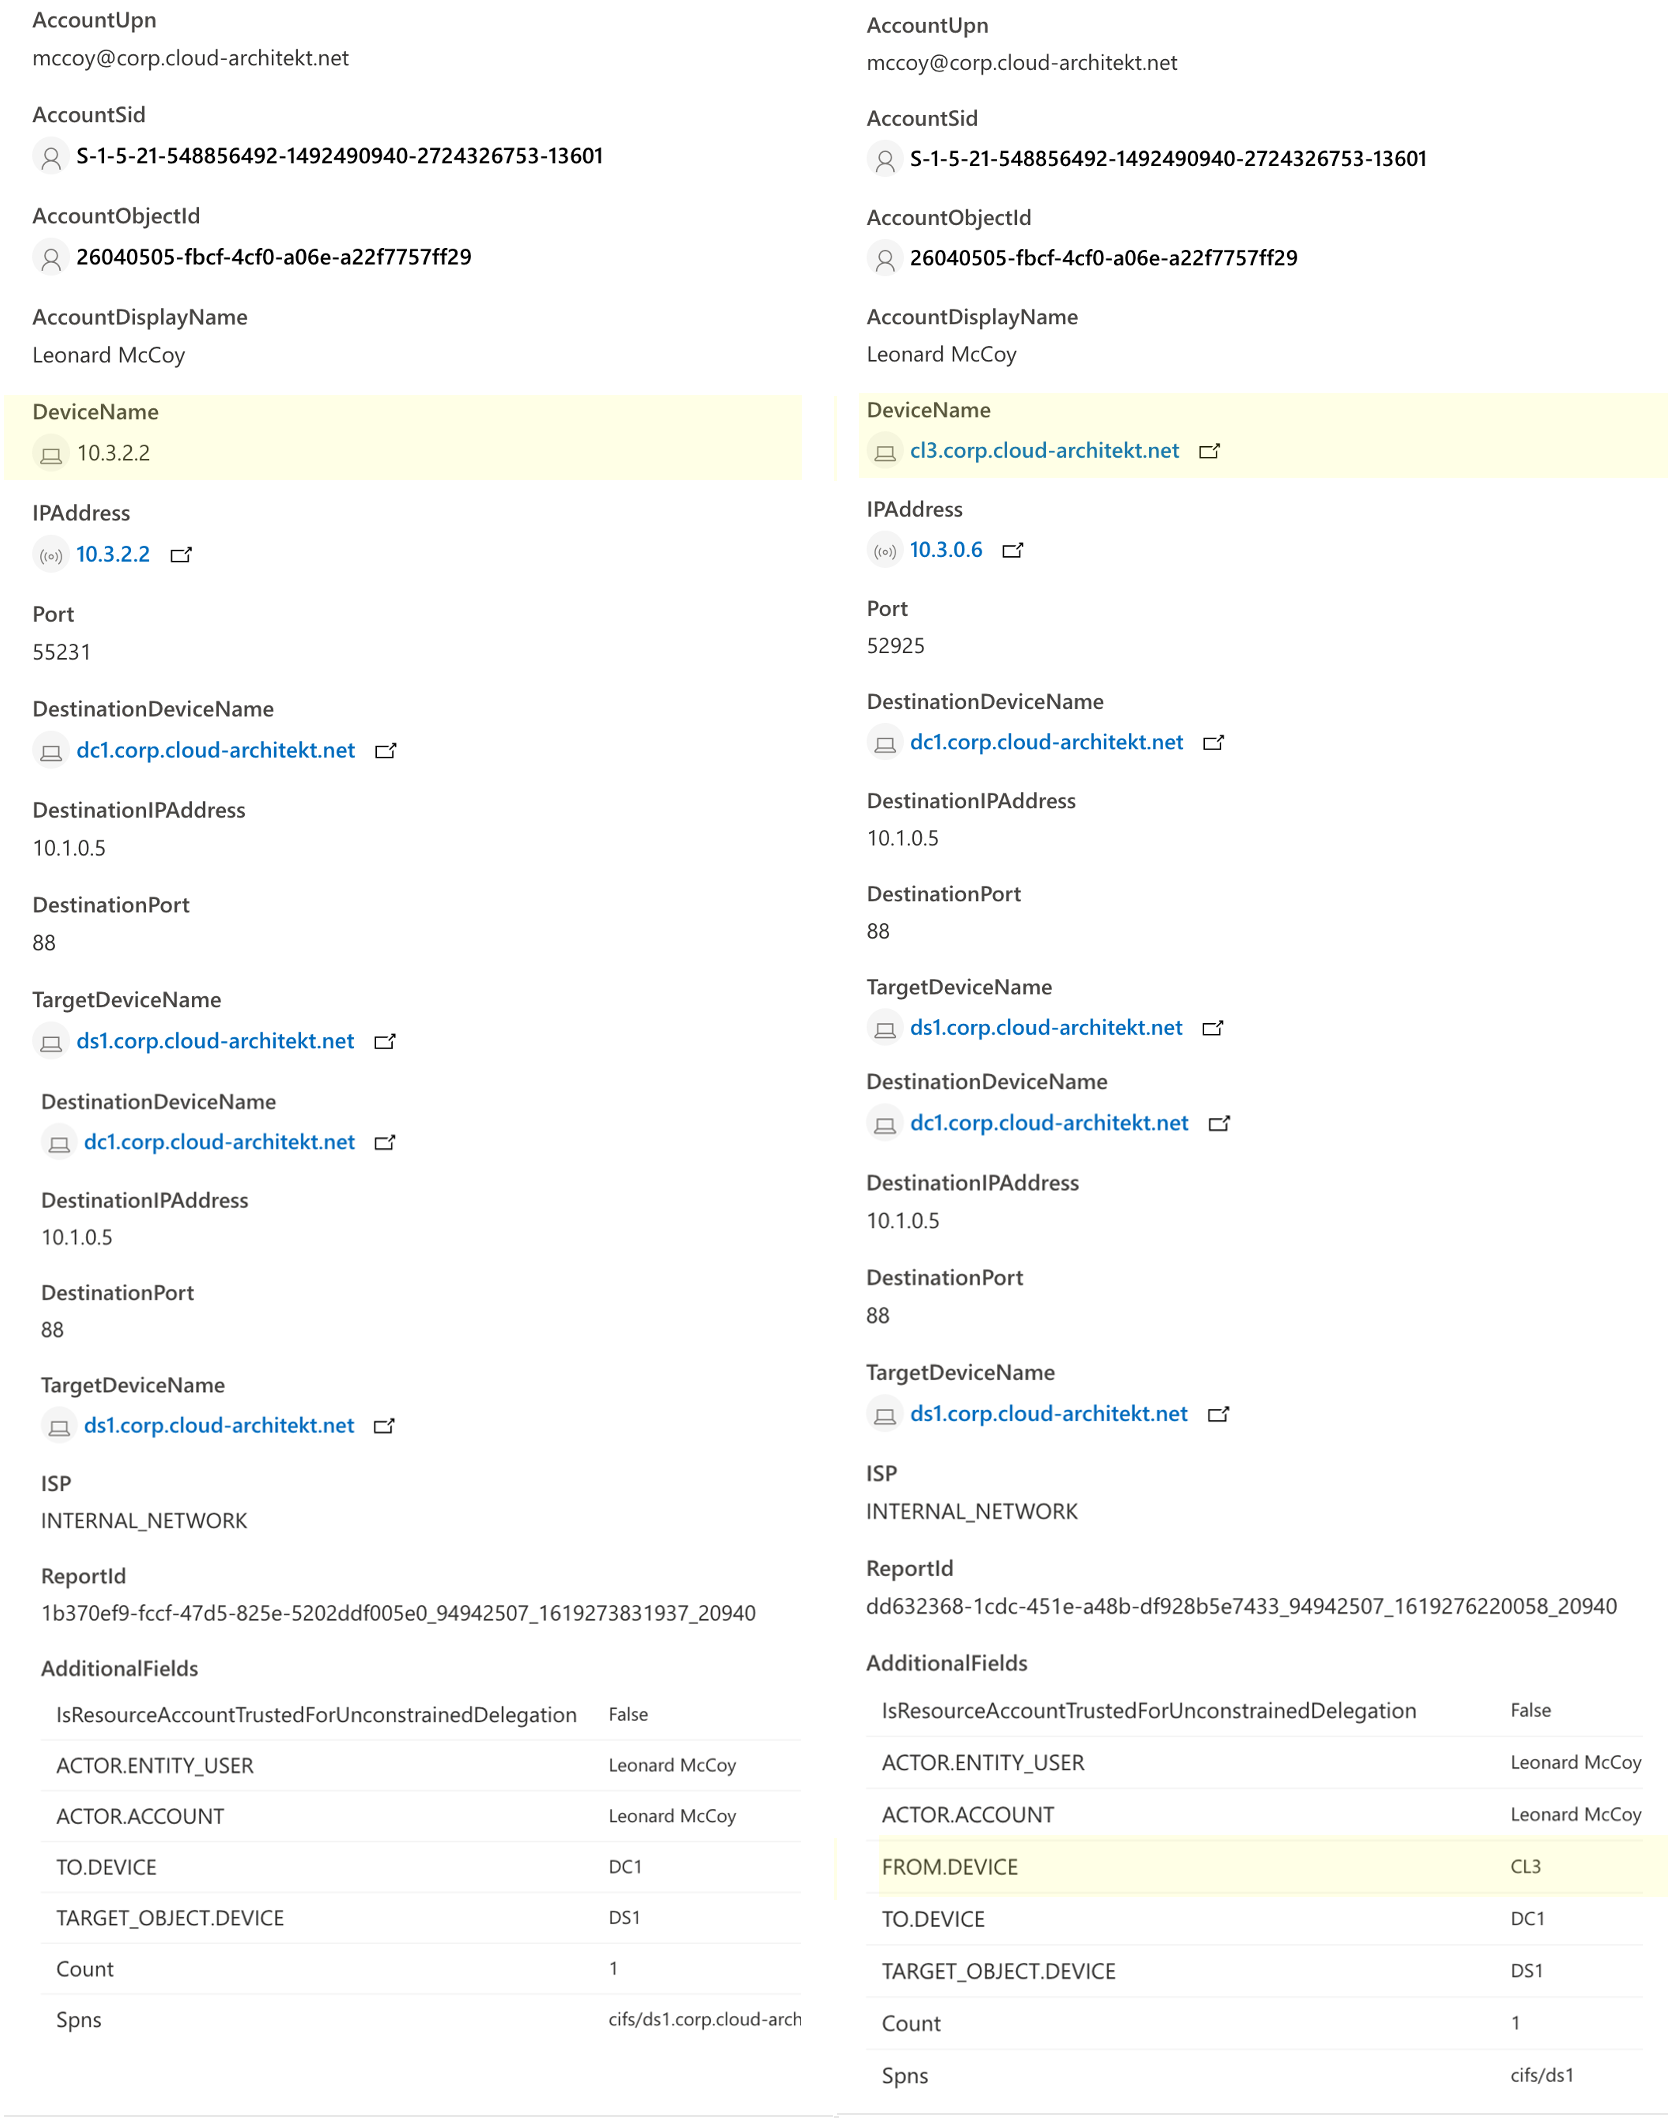 AccountUpn
mccoy@corp.cloud-architekt.net
AccountSid
S-1-5-21-548856492-1492490940-2724326753-13601
AccountObjectId
26040505-fbcf-4cf0-a06e-a22f7757ff29
AccountDisplayName
Leonard McCoy
DeviceName
10.3.2.2
IPAddress
10.3.2.2
Port
55231
DestinationDeviceName
dc1.corp.cloud-architekt.net
DestinationIPAddress
10.1.0.5
DestinationPort
88
TargetDeviceName
ds1.corp.cloud-architekt.net
DestinationDeviceName
dc1.corp.cloud-architekt.net
DestinationIPAddress
10.1.0.5
DestinationPort
88
TargetDeviceName
ds1.corp.cloud-architekt.net
ISP
INTERNAL_NETWORK
ReportId
1b370ef9-fccf-47d5-825e-5202ddf005e0_94942507_1619273831937_20940
AdditionalFields
IsResourceAccountTrustedForUnconstrainedDelegation False
ACTOR.ENTITY_USER Leonard McCoy
ACTOR.ACCOUNT Leonard McCoy
TO.DEVICE DC1
TARGET_OBJECT.DEVICE DS1
Count 1
Spns cifs/ds1.corp.cloud-arch
AccountUpn
mccoy@corp.cloud-architekt.net
AccountSid
S-1-5-21-548856492-1492490940-2724326753-13601
AccountObjectId
26040505-fbcf-4cf0-a06e-a22f7757ff29
AccountDisplayName
Leonard McCoy
DeviceName
cl3.corp.cloud-architekt.net
IPAddress
10.3.0.6
Port
52925
DestinationDeviceName
dc1.corp.cloud-architekt.net
DestinationIPAddress
10.1.0.5
DestinationPort
88
TargetDeviceName
ds1.corp.cloud-architekt.net
DestinationDeviceName
dc1.corp.cloud-architekt.net
DestinationIPAddress
10.1.0.5
DestinationPort
88
TargetDeviceName
ds1.corp.cloud-architekt.net
ISP
INTERNAL_NETWORK
ReportId
dd632368-1cdc-451e-a48b-df928b5e7433_94942507_1619276220058_20940
AdditionalFields
IsResourceAccountTrustedForUnconstrainedDelegation False
ACTOR.ENTITY_USER Leonard McCoy
ACTOR.ACCOUNT Leonard McCoy
FROM.DEVICE CL3
TO.DEVICE DC1
TARGET_OBJECT.DEVICE DS1
Count 1
Spns cifs/ds1